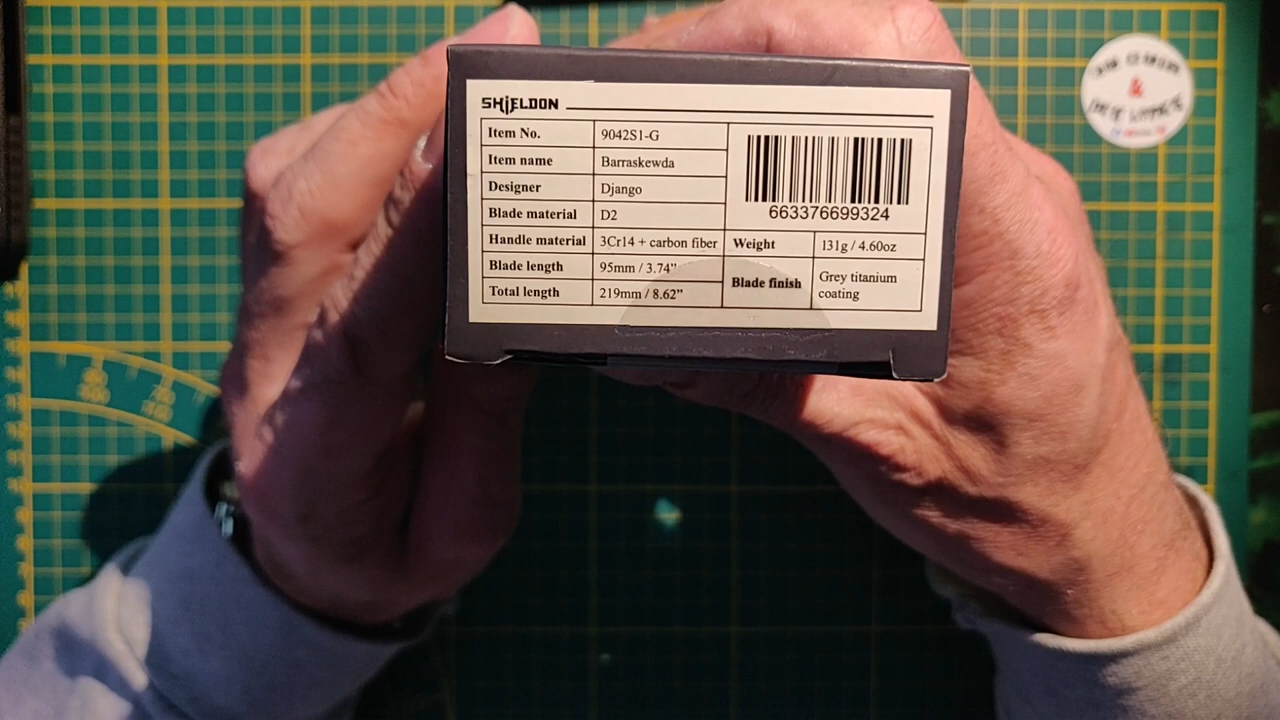 SHIELDON
Item No. 9042S1-G
Item name Barraskewda
Designer Django
Blade material D2
663376699324
Handle material 3Cr14 + carbon fiber Weight 131g / 4.60oz
Blade length 95mm / 3.74”
Blade finish Grey titanium
coating
Total length 219mm / 8.62”
&